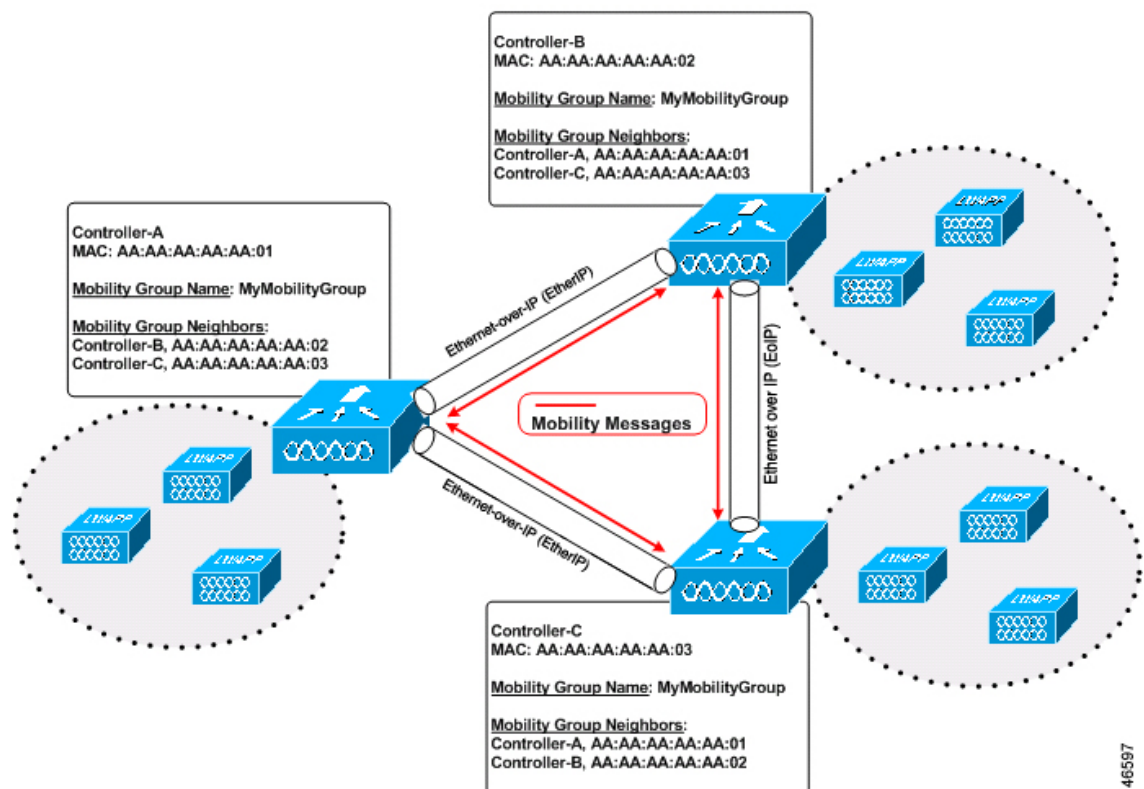 Controller-B
MAC: AA:AA:AA:AA:AA:02
Mobility Group Name: MyMobilityGroup
Mobility Group Neighbors:
Controller-A, AA:AA:AA:AA:AA:01
Controller-C, AA:AA:AA:AA:AA:03
LWAPP
LWAPP
LWAPP
Controller-A
MAC: AA:AA:AA:AA:AA:01
Mobility Group Name: MyMobilityGroup
Mobility Group Neighbors:
Controller-B, AA:AA:AA:AA:AA:02
Controller-C, AA:AA:AA:AA:AA:03
Ethernet-over-IP (EtherIP)
Mobility Messages
Ethernet over IP (EoIP)
Ethernet-over-IP (EtherIP)
LWAPP
LWAPP
LWAPP
LWAPP
LWAPP
LWAPP
Controller-C
MAC: AA:AA:AA:AA:AA:03
Mobility Group Name: MyMobilityGroup
Mobility Group Neighbors:
Controller-A, AA:AA:AA:AA:AA:01
Controller-B, AA:AA:AA:AA:AA:02
46597